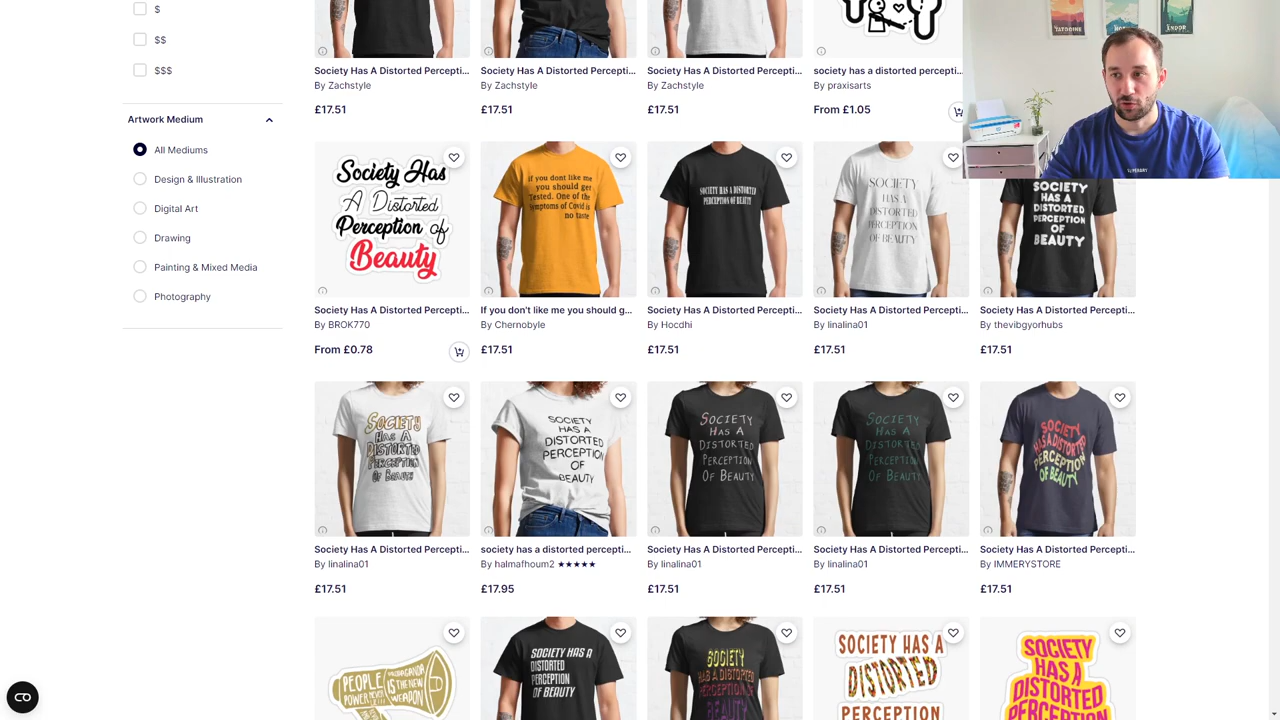 $
$$
$$$
Artwork Medium
All Mediums
Design & Illustration
Digital Art
Drawing
Painting & Mixed Media
Photography
Society Has A Distorted Percepti...
By Zachstyle
£17.51
Society Has A Distorted Percepti...
By Zachstyle
£17.51
Society Has A Distorted Percepti...
By Zachstyle
£17.51
society has a distorted percepti...
By praxisarts
From £1.05
TATOOINE
HOTH
ENDOR
Society Has
A Distorted
Perception of
Beauty
Society Has A Distorted Percepti...
By BROK770
From £0.78
if you dont like me
you should get
Tested. One of the
symptoms of Covid is
no taste
If you don't like me you should g...
By Chernobyle
£17.51
SOCIETY HAS A DISTORTED
PERCEPTION OF BEAUTY
Society Has A Distorted Percepti...
By Hocdhi
£17.51
SOCIETY
HAS A
DISTORTED
PERCEPTION
OF BEAUTY
Society Has A Distorted Percepti...
By linalina01
£17.51
SOCIETY
HAS A
DISTORTED
PERCEPTION
OF
BEAUTY
Society Has A Distorted Percepti...
By thevibgyorhubs
£17.51
SOCIETY
HAS A
DISTORTED
PERCEPTION
OF BEAUTY
Society Has A Distorted Percepti...
By linalina01
£17.51
SOCIETY
HAS A
DISTORTED
PERCEPTION
OF
BEAUTY
society has a distorted percepti...
By halmafhoum2 ★★★★★
£17.95
SOCIETY
HAS A
DISTORTED
PERCEPTION
OF BEAUTY
Society Has A Distorted Percepti...
By linalina01
£17.51
SOCIETY
HAS A
DISTORTED
PERCEPTION
OF BEAUTY
Society Has A Distorted Percepti...
By linalina01
£17.51
SOCIETY
HAS A DISTORTED
PERCEPTION
OF BEAUTY
Society Has A Distorted Percepti...
By IMMERYSTORE
£17.51
PEOPLE
POWER
PROPAGANDA
IS THE NEW
WEAPON
SOCIETY HAS A
DISTORTED
PERCEPTION
OF BEAUTY
SOCIETY
HAS A DISTORTED
PERCEPTION OF
BEAUTY
SOCIETY HAS A
DISTORTED
PERCEPTION
SOCIETY
HAS A
DISTORTED
PERCEPTION